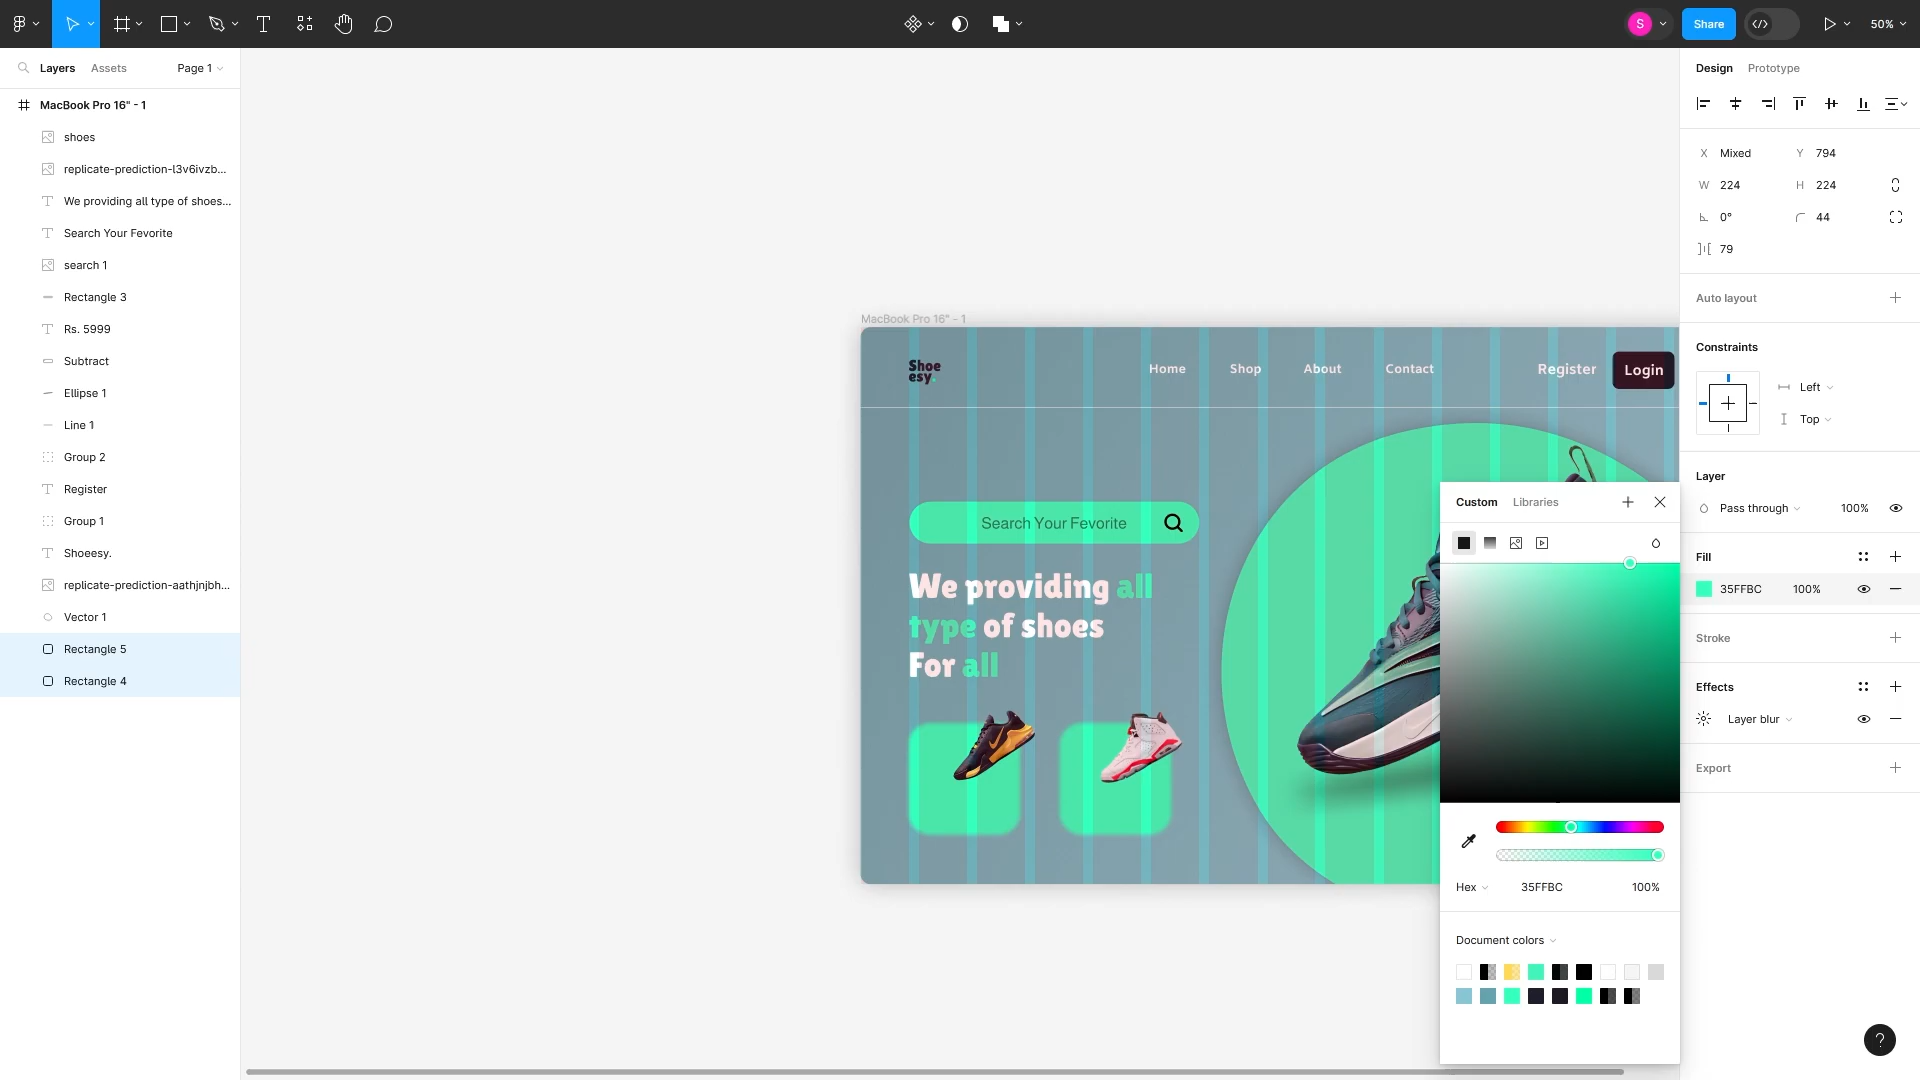 S
Share
50%
Layers
Assets
Page 1
Design
Prototype
MacBook Pro 16" - 1
shoes
replicate-prediction-l3v6ivzb...
We providing all type of shoes...
Search Your Fevorite
search 1
Rectangle 3
Rs. 5999
Subtract
Ellipse 1
Line 1
Group 2
Register
Group 1
Shoeesy.
replicate-prediction-aathjnjbh...
Vector 1
Rectangle 5
Rectangle 4
MacBook Pro 16" - 1
Shoe
esy.
Home
Shop
About
Contact
Register
Login
Search Your Fevorite
We providing all
type of shoes
For all
Custom
Libraries
Hex
35FFBC
100%
Document colors
X
Mixed
Y
794
W
224
H
224
0°
44
79
Auto layout
Constraints
Left
Top
Layer
Pass through
100%
Fill
35FFBC
100%
Stroke
Effects
Layer blur
Export
?